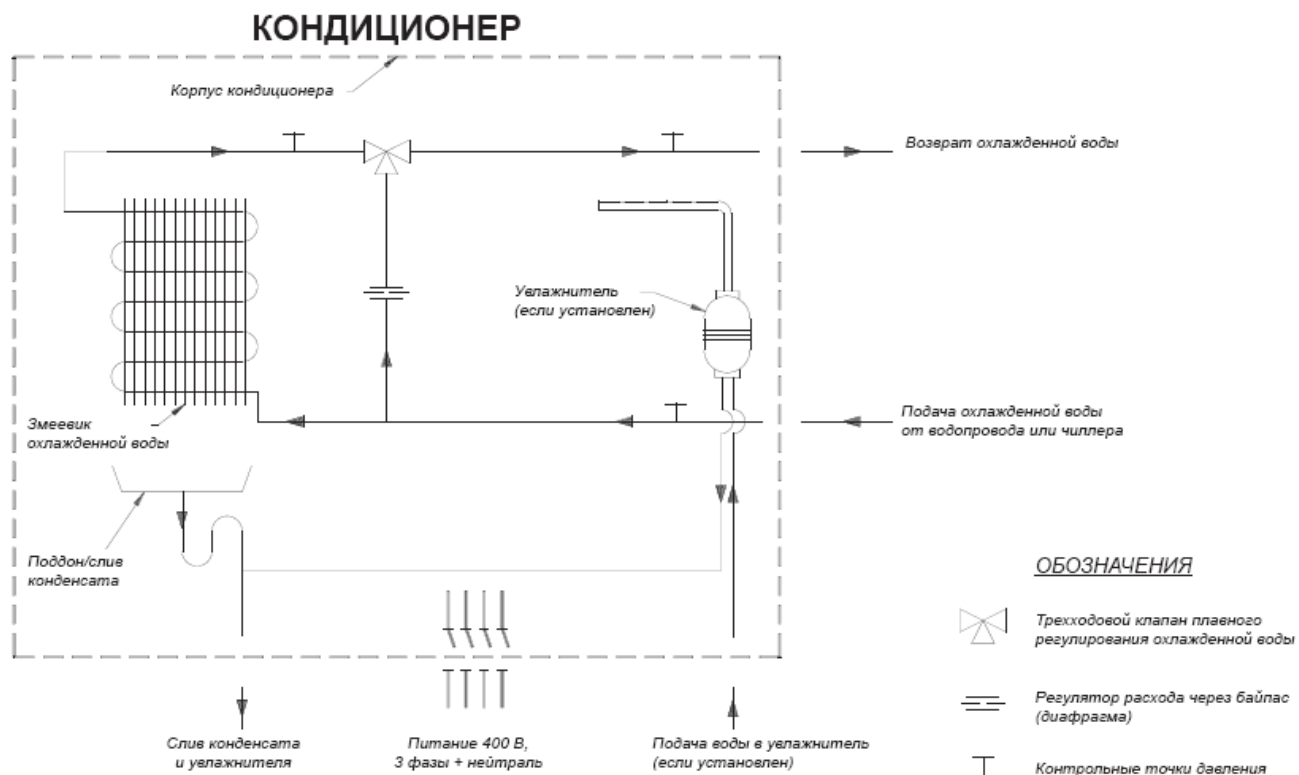 КОНДИЦИОНЕР
Корпус кондиционера
Возврат охлажденной воды
Увлажнитель
(если установлен)
Змеевик
охлажденной воды
Подача охлажденной воды
от водопровода или чиллера
Поддон/слив
конденсата
ОБОЗНАЧЕНИЯ
Трехходовой клапан плавного
регулирования охлажденной воды
Регулятор расхода через байпас
(диафрагма)
Слив конденсата
и увлажнителя
Питание 400 В,
3 фазы + нейтраль
Подача воды в увлажнитель
(если установлен)
Контрольные точки давления